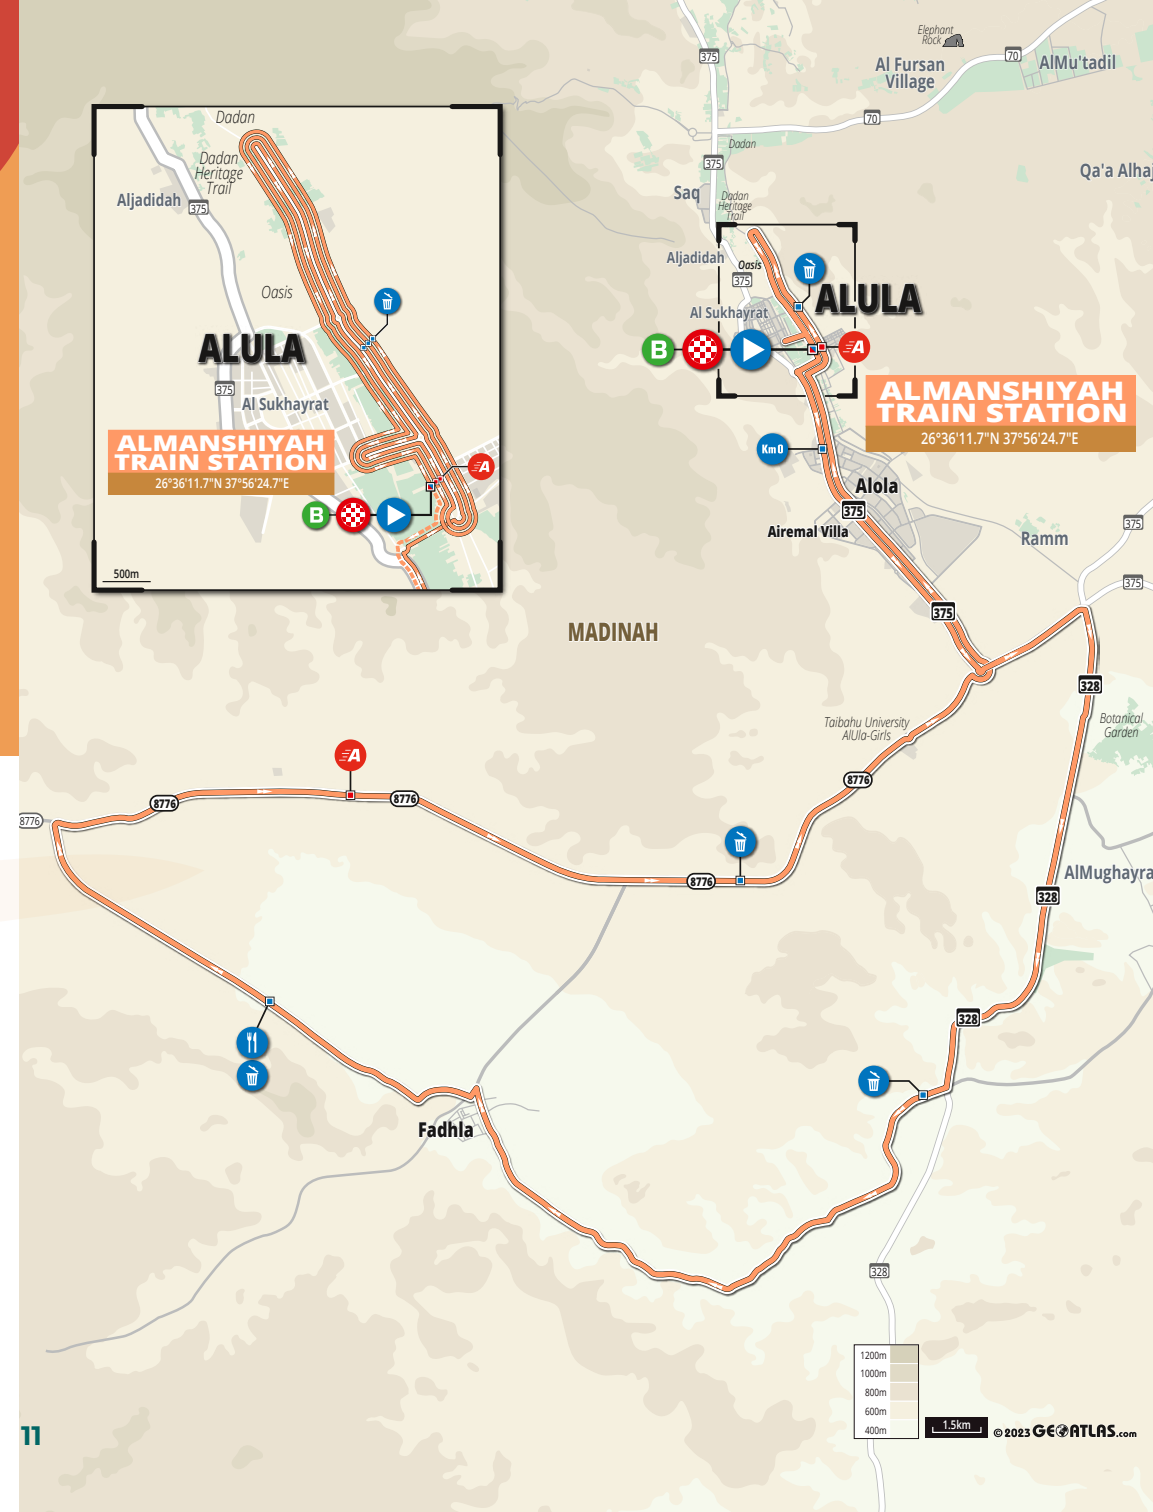 Elephant
Rock
375
70
Al Fursan
Village
AlMu'tadil
70
Dadan
375
Qa'a Alhaj
Saq
Dadan
Heritage
Trail
Aljadidah
Oasis
375
ALULA
Al Sukhayrat
B
A
ALMANSHIYAH
TRAIN STATION
26°36'11.7"N 37°56'24.7"E
Km 0
Alola
375
Airemal Villa
Ramm
375
375
375
Dadan
Dadan
Heritage
Trail
Aljadidah
375
Oasis
ALULA
375
Al Sukhayrat
ALMANSHIYAH
TRAIN STATION
26°36'11.7"N 37°56'24.7"E
A
B
500m
MADINAH
328
Taibahu University
AlUla-Girls
Botanical
Garden
A
8776
8776
8776
8776
8776
AlMughayra
328
328
Fadhla
328
1200m
1000m
800m
600m
400m
1.5km
©2023 GEOATLAS.com
11